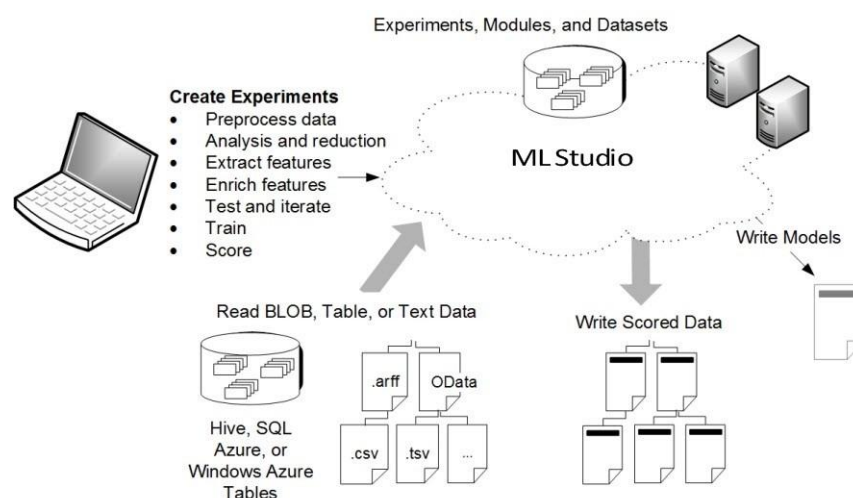 Experiments, Modules, and Datasets
Create Experiments
• Preprocess data
• Analysis and reduction
• Extract features
• Enrich features
• Test and iterate
• Train
• Score
ML Studio
Write Models
Read BLOB, Table, or Text Data
Write Scored Data
.arff
OData
.csv
.tsv
...
Hive, SQL
Azure, or
Windows Azure
Tables